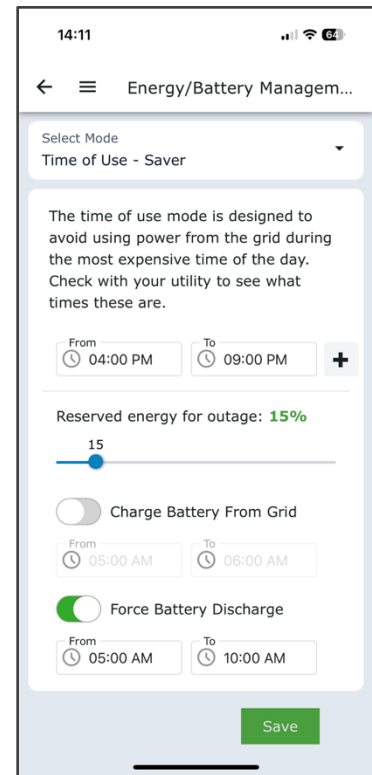 14:11
64
Energy/Battery Managem...
Select Mode
Time of Use - Saver
The time of use mode is designed to
avoid using power from the grid during
the most expensive time of the day.
Check with your utility to see what
times these are.
From To
04:00 PM 09:00 PM
Reserved energy for outage: 15%
15
Charge Battery From Grid
From To
05:00 AM 06:00 AM
Force Battery Discharge
From To
05:00 AM 10:00 AM
Save